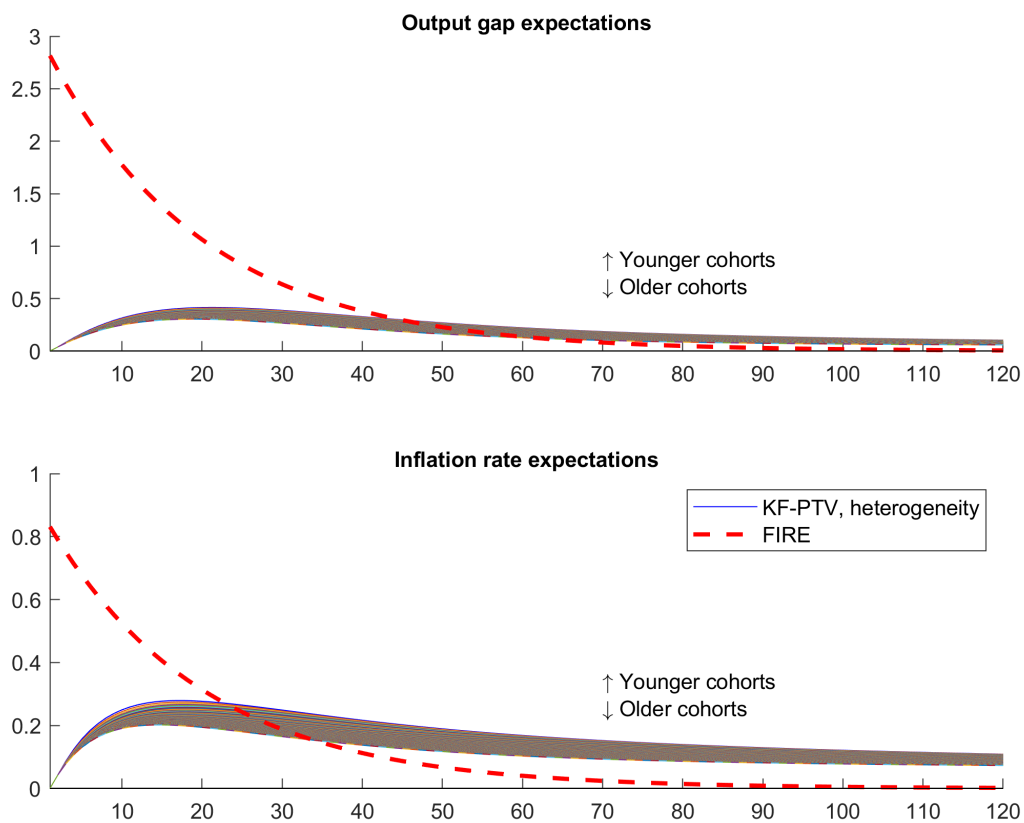 Output gap expectations
3
2.5
2
1.5
1
0.5
0
↑ Younger cohorts
↓ Older cohorts
10 20 30 40 50 60 70 80 90 100 110 120
Inflation rate expectations
1
0.8
0.6
0.4
0.2
0
KF-PTV, heterogeneity
FIRE
↑ Younger cohorts
↓ Older cohorts
10 20 30 40 50 60 70 80 90 100 110 120